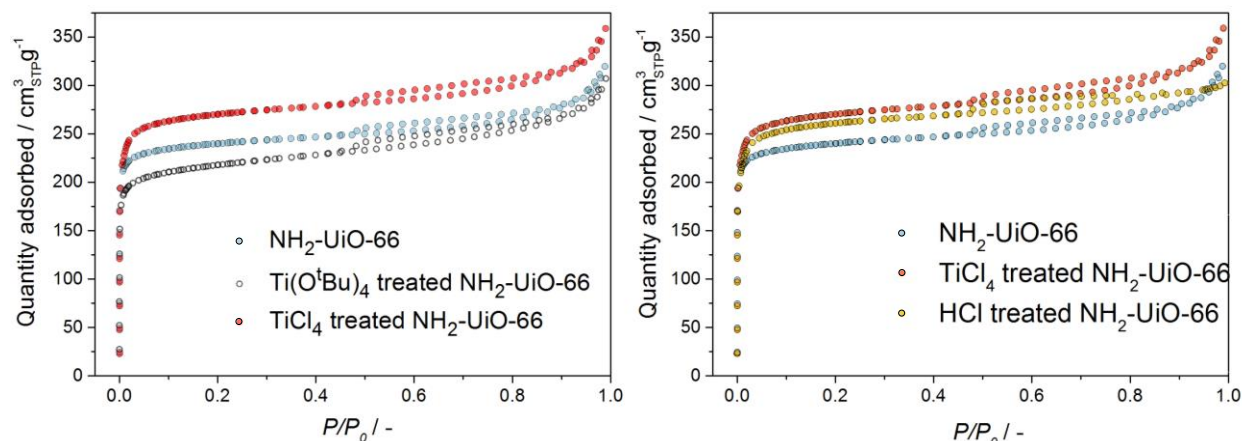 Quantity adsorbed / cm³STPg⁻¹
350
300
250
200
150
100
50
0
0.0 0.2 0.4 0.6 0.8 1.0
P/P₀ / -
NH₂-UiO-66
Ti(OᵗBu)₄ treated NH₂-UiO-66
TiCl₄ treated NH₂-UiO-66
Quantity adsorbed / cm³STPg⁻¹
350
300
250
200
150
100
50
0
0.0 0.2 0.4 0.6 0.8 1.0
P/P₀ / -
NH₂-UiO-66
TiCl₄ treated NH₂-UiO-66
HCl treated NH₂-UiO-66